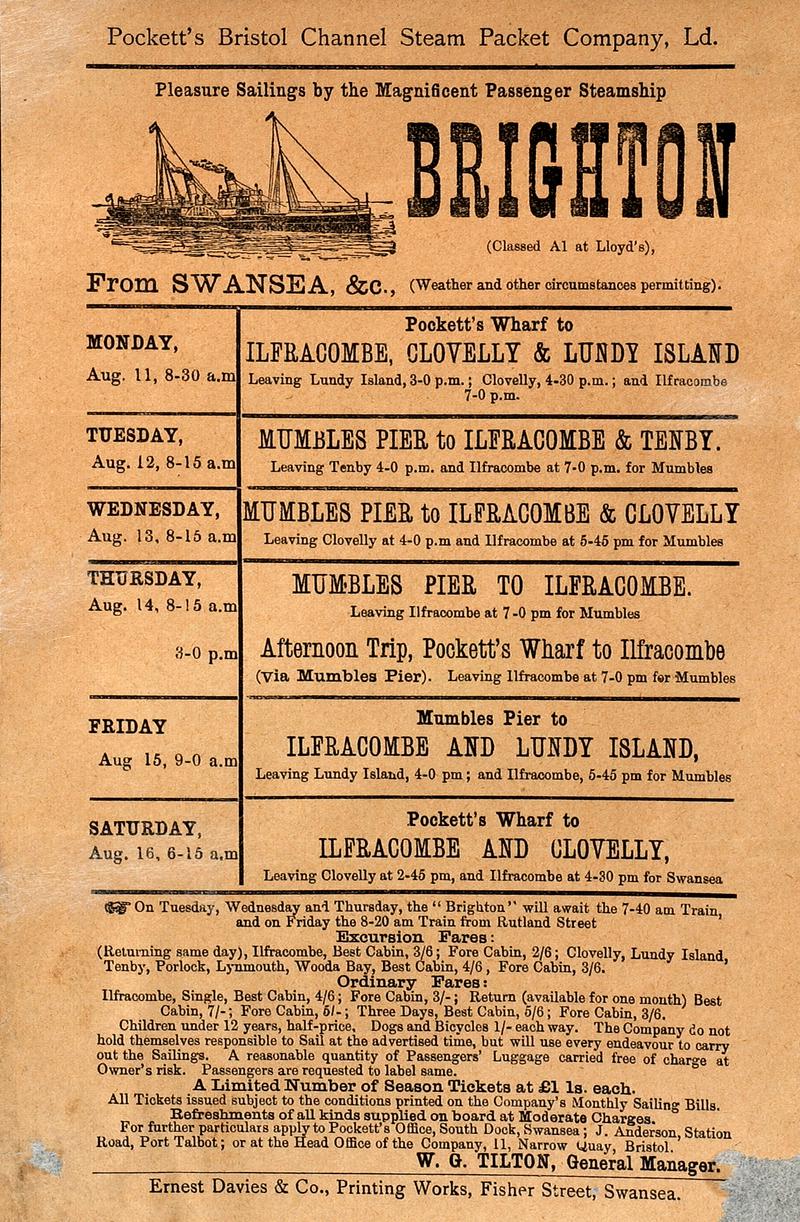 Pockett's Bristol Channel Steam Packet Company, Ld.
Pleasure Sailings by the Magnificent Passenger Steamship
BRIGHTON
(Classed A1 at Lloyd's),
From SWANSEA, &c., (Weather and other circumstances permitting).
MONDAY,
Aug. 11, 8-30 a.m
Pockett's Wharf to
ILFRACOMBE, CLOVELLY & LUNDY ISLAND
Leaving Lundy Island, 3-0 p.m.; Clovelly, 4-30 p.m.; and Ilfracombe
7-0 p.m.
TUESDAY,
Aug. 12, 8-15 a.m
MUMBLES PIER to ILFRACOMBE & TENBY.
Leaving Tenby 4-0 p.m. and Ilfracombe at 7-0 p.m. for Mumbles
WEDNESDAY,
Aug. 13, 8-15 a.m
MUMBLES PIER to ILFRACOMBE & CLOVELLY
Leaving Clovelly at 4-0 p.m and Ilfracombe at 5-45 pm for Mumbles
THURSDAY,
Aug. 14, 8-15 a.m
MUMBLES PIER TO ILFRACOMBE.
Leaving Ilfracombe at 7-0 pm for Mumbles
3-0 p.m
Afternoon Trip, Pockett's Wharf to Ilfracombe
(via Mumbles Pier). Leaving Ilfracombe at 7-0 pm for Mumbles
FRIDAY
Aug 15, 9-0 a.m
Mumbles Pier to
ILFRACOMBE AND LUNDY ISLAND,
Leaving Lundy Island, 4-0 pm; and Ilfracombe, 5-45 pm for Mumbles
SATURDAY,
Aug. 16, 6-15 a.m
Pockett's Wharf to
ILFRACOMBE AND CLOVELLY,
Leaving Clovelly at 2-45 pm, and Ilfracombe at 4-30 pm for Swansea
On Tuesday, Wednesday and Thursday, the "Brighton" will await the 7-40 am Train,
and on Friday the 8-20 am Train from Rutland Street
Excursion Fares:
(Returning same day), Ilfracombe, Best Cabin, 3/6; Fore Cabin, 2/6; Clovelly, Lundy Island,
Tenby, Porlock, Lynmouth, Wooda Bay, Best Cabin, 4/6, Fore Cabin, 3/6.
Ordinary Fares:
Ilfracombe, Single, Best Cabin, 4/6; Fore Cabin, 3/-; Return (available for one month) Best
Cabin, 7/-; Fore Cabin, 5/-; Three Days, Best Cabin, 5/6; Fore Cabin, 3/6.
Children under 12 years, half-price. Dogs and Bicycles 1/- each way. The Company do not
hold themselves responsible to Sail at the advertised time, but will use every endeavour to carry
out the Sailings. A reasonable quantity of Passengers' Luggage carried free of charge at
Owner's risk. Passengers are requested to label same.
A Limited Number of Season Tickets at £1 1s. each.
All Tickets issued subject to the conditions printed on the Company's Monthly Sailing Bills.
Refreshments of all kinds supplied on board at Moderate Charges.
For further particulars apply to Pockett's Office, South Dock, Swansea; J. Anderson, Station
Road, Port Talbot; or at the Head Office of the Company, 11, Narrow Quay, Bristol.
W. G. TILTON, General Manager.
Ernest Davies & Co., Printing Works, Fisher Street, Swansea.